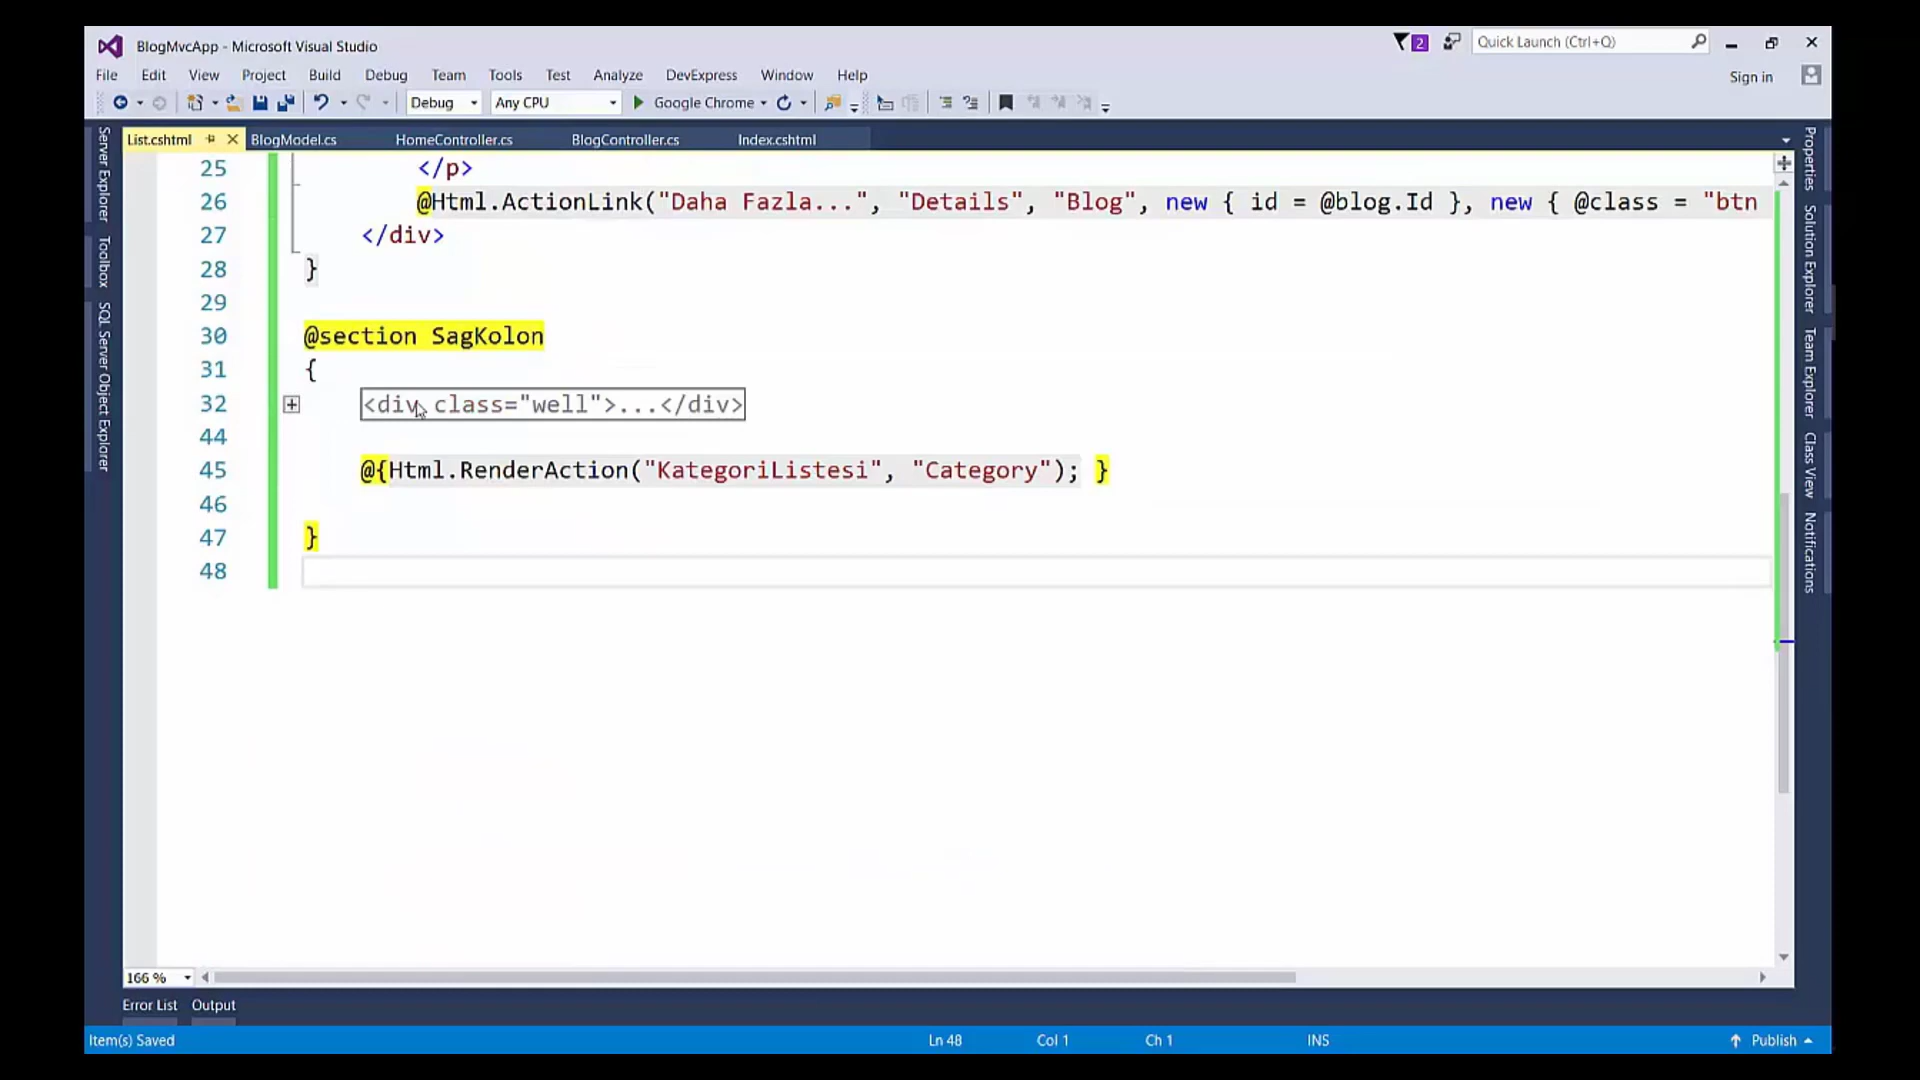 BlogMvcApp - Microsoft Visual Studio
2
Quick Launch (Ctrl+Q)
File Edit View Project Build Debug Team Tools Test Analyze DevExpress Window Help
Sign in
Debug Any CPU Google Chrome
List.cshtml BlogModel.cs HomeController.cs BlogController.cs Index.cshtml
Server Explorer
Toolbox
SQL Server Object Explorer
25 </p>
26 @Html.ActionLink("Daha Fazla...", "Details", "Blog", new { id = @blog.Id }, new { @class = "btn
27 </div>
28 }
29
30 @section SagKolon
31 {
32 <div class="well">...</div>
44
45 @{Html.RenderAction("KategoriListesi", "Category"); }
46
47 }
48
Properties
Solution Explorer
Team Explorer
Class View
Notifications
166 %
Error List Output
Item(s) Saved Ln 48 Col 1 Ch 1 INS Publish